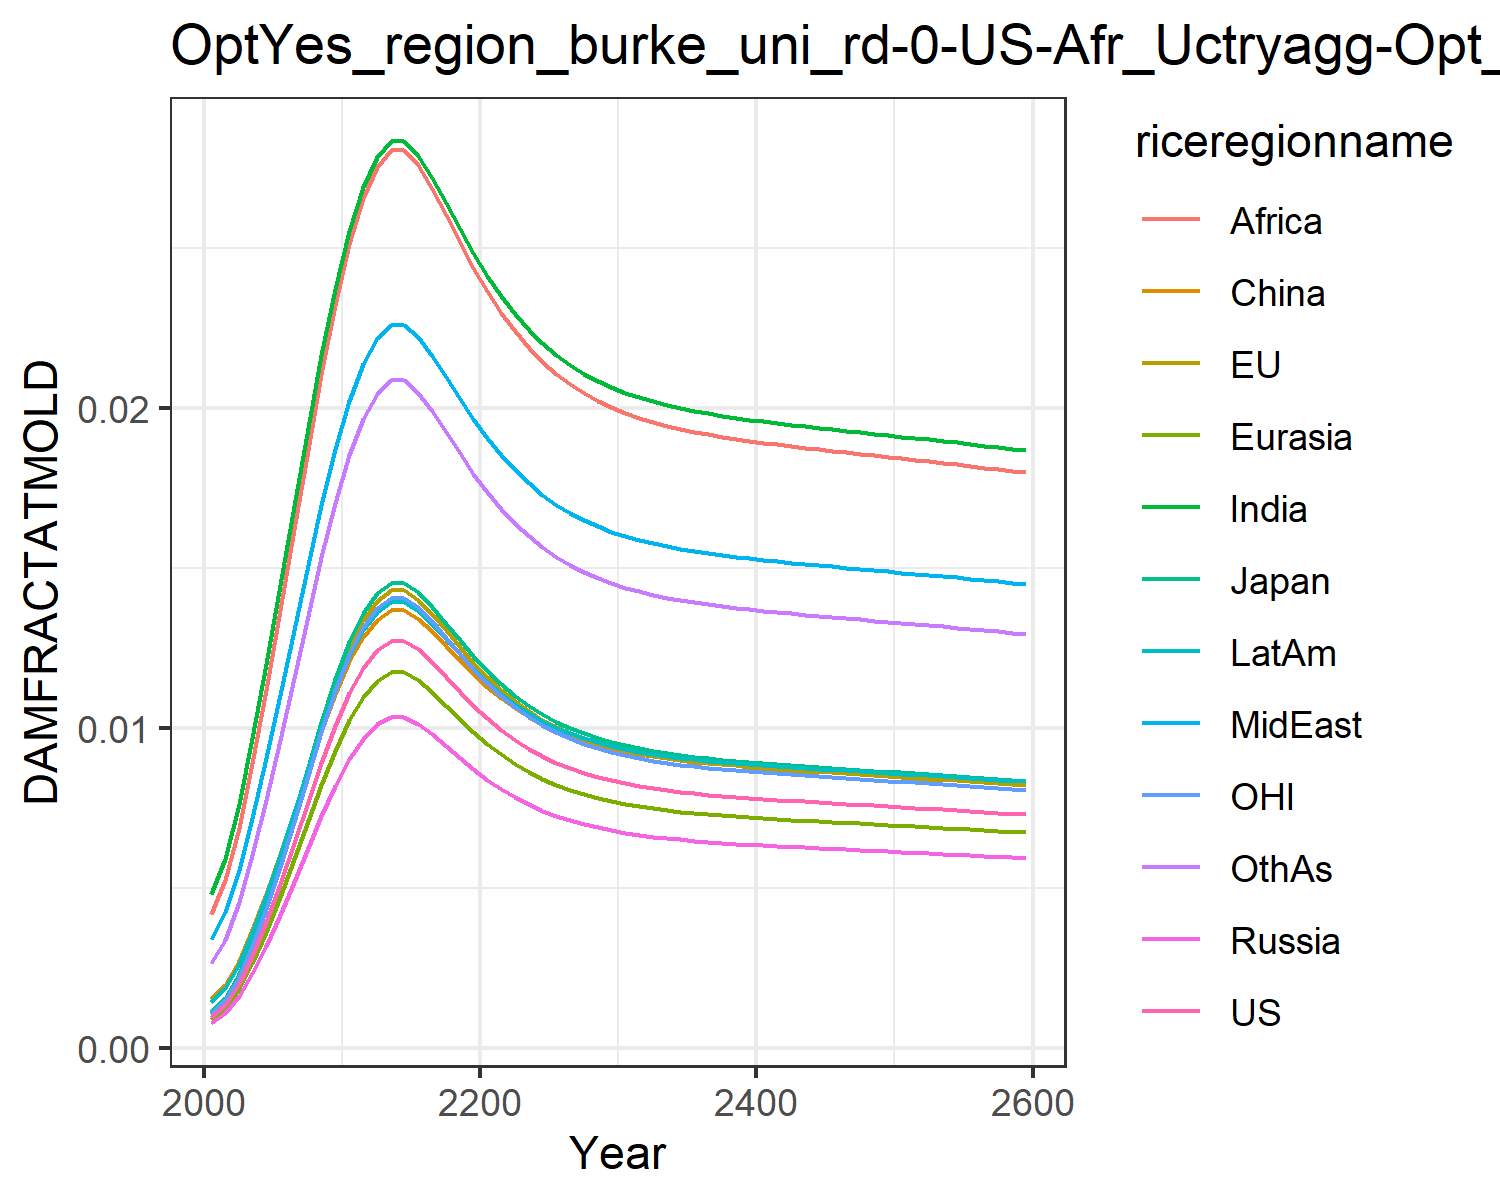 OptYes_region_burke_uni_rd-0-US-Afr_Uctryagg-Opt_
riceregionname
Africa
China
EU
Eurasia
India
Japan
LatAm
MidEast
OHI
OthAs
Russia
US
DAMFRACTATMOLD
0.02
0.01
0.00
2000 2200 2400 2600
Year